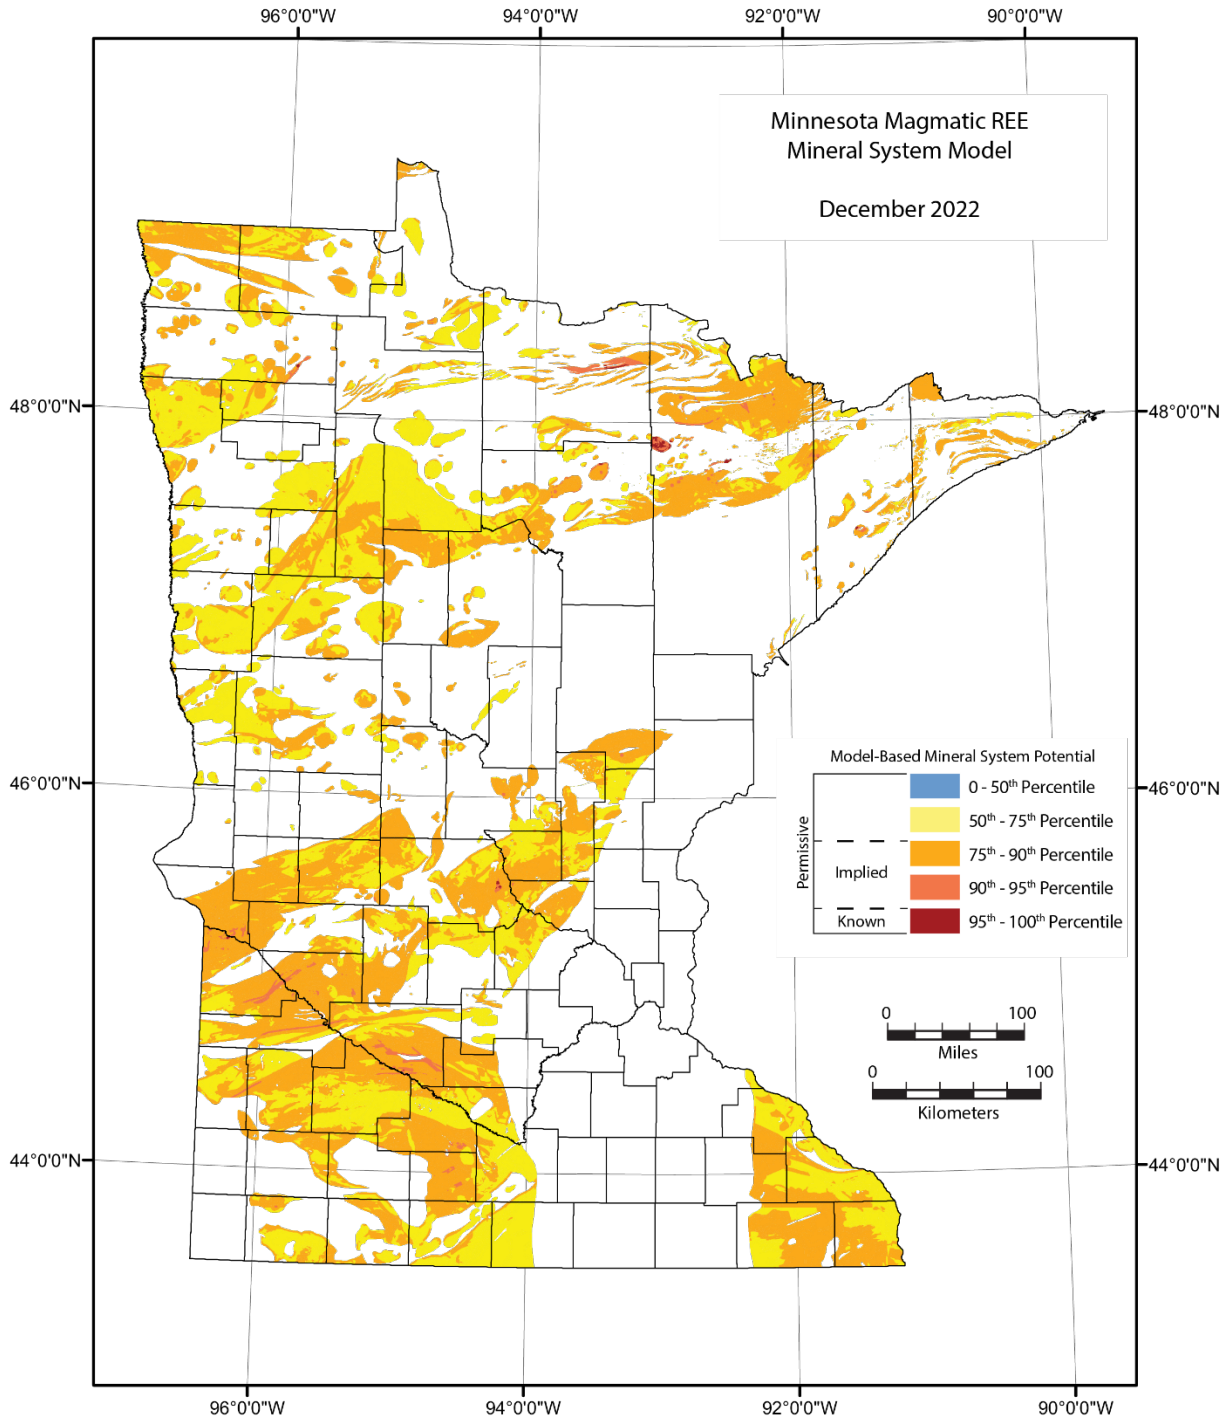 96°0'0"W 94°0'0"W 92°0'0"W 90°0'0"W
Minnesota Magmatic REE
Mineral System Model
December 2022
48°0'0"N
48°0'0"N
46°0'0"N
46°0'0"N
44°0'0"N
44°0'0"N
Model-Based Mineral System Potential
Permissive
Implied
Known
0 - 50th Percentile
50th - 75th Percentile
75th - 90th Percentile
90th - 95th Percentile
95th - 100th Percentile
0 100
Miles
0 100
Kilometers
96°0'0"W 94°0'0"W 92°0'0"W 90°0'0"W